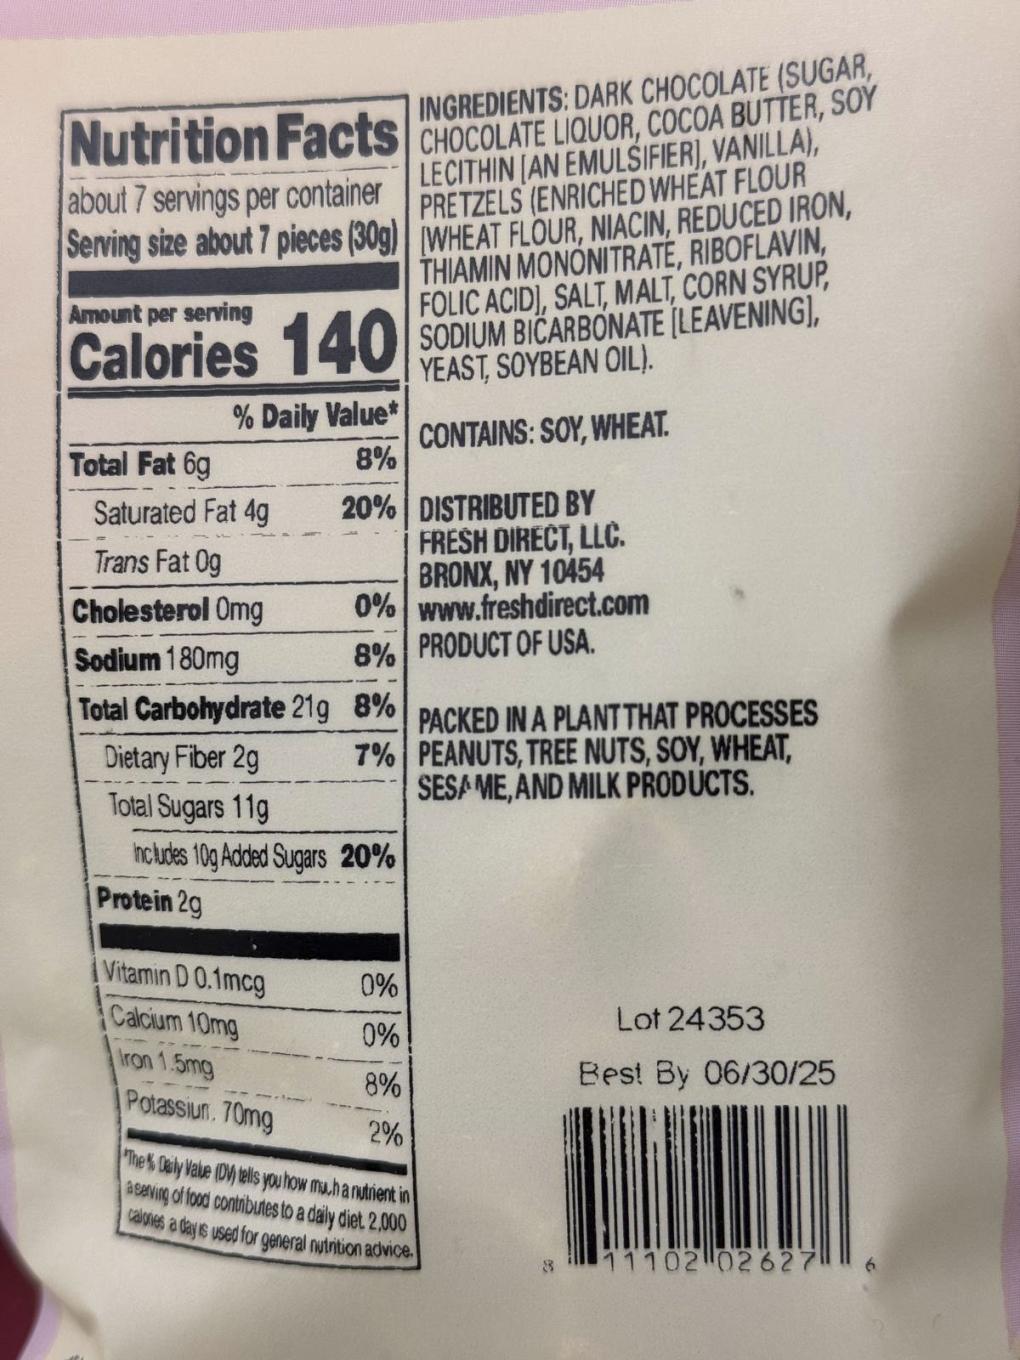 Nutrition Facts
about 7 servings per container
Serving size about 7 pieces (30g)
Amount per serving
Calories 140
% Daily Value*
Total Fat 6g 8%
Saturated Fat 4g 20%
Trans Fat 0g
Cholesterol 0mg 0%
Sodium 180mg 8%
Total Carbohydrate 21g 8%
Dietary Fiber 2g 7%
Total Sugars 11g
Includes 10g Added Sugars 20%
Protein 2g
Vitamin D 0.1mcg 0%
Calcium 10mg 0%
Iron 1.5mg 8%
Potassium 70mg 2%
*The % Daily Value (DV) tells you how much a nutrient in
a serving of food contributes to a daily diet. 2,000
calories a day is used for general nutrition advice.
INGREDIENTS: DARK CHOCOLATE (SUGAR,
CHOCOLATE LIQUOR, COCOA BUTTER, SOY
LECITHIN [AN EMULSIFIER], VANILLA),
PRETZELS (ENRICHED WHEAT FLOUR
[WHEAT FLOUR, NIACIN, REDUCED IRON,
THIAMIN MONONITRATE, RIBOFLAVIN,
FOLIC ACID], SALT, MALT, CORN SYRUP,
SODIUM BICARBONATE [LEAVENING],
YEAST, SOYBEAN OIL).
CONTAINS: SOY, WHEAT.
DISTRIBUTED BY
FRESH DIRECT, LLC.
BRONX, NY 10454
www.freshdirect.com
PRODUCT OF USA.
PACKED IN A PLANT THAT PROCESSES
PEANUTS, TREE NUTS, SOY, WHEAT,
SESAME, AND MILK PRODUCTS.
Lot 24353
Best By 06/30/25
8 11102 02627 6